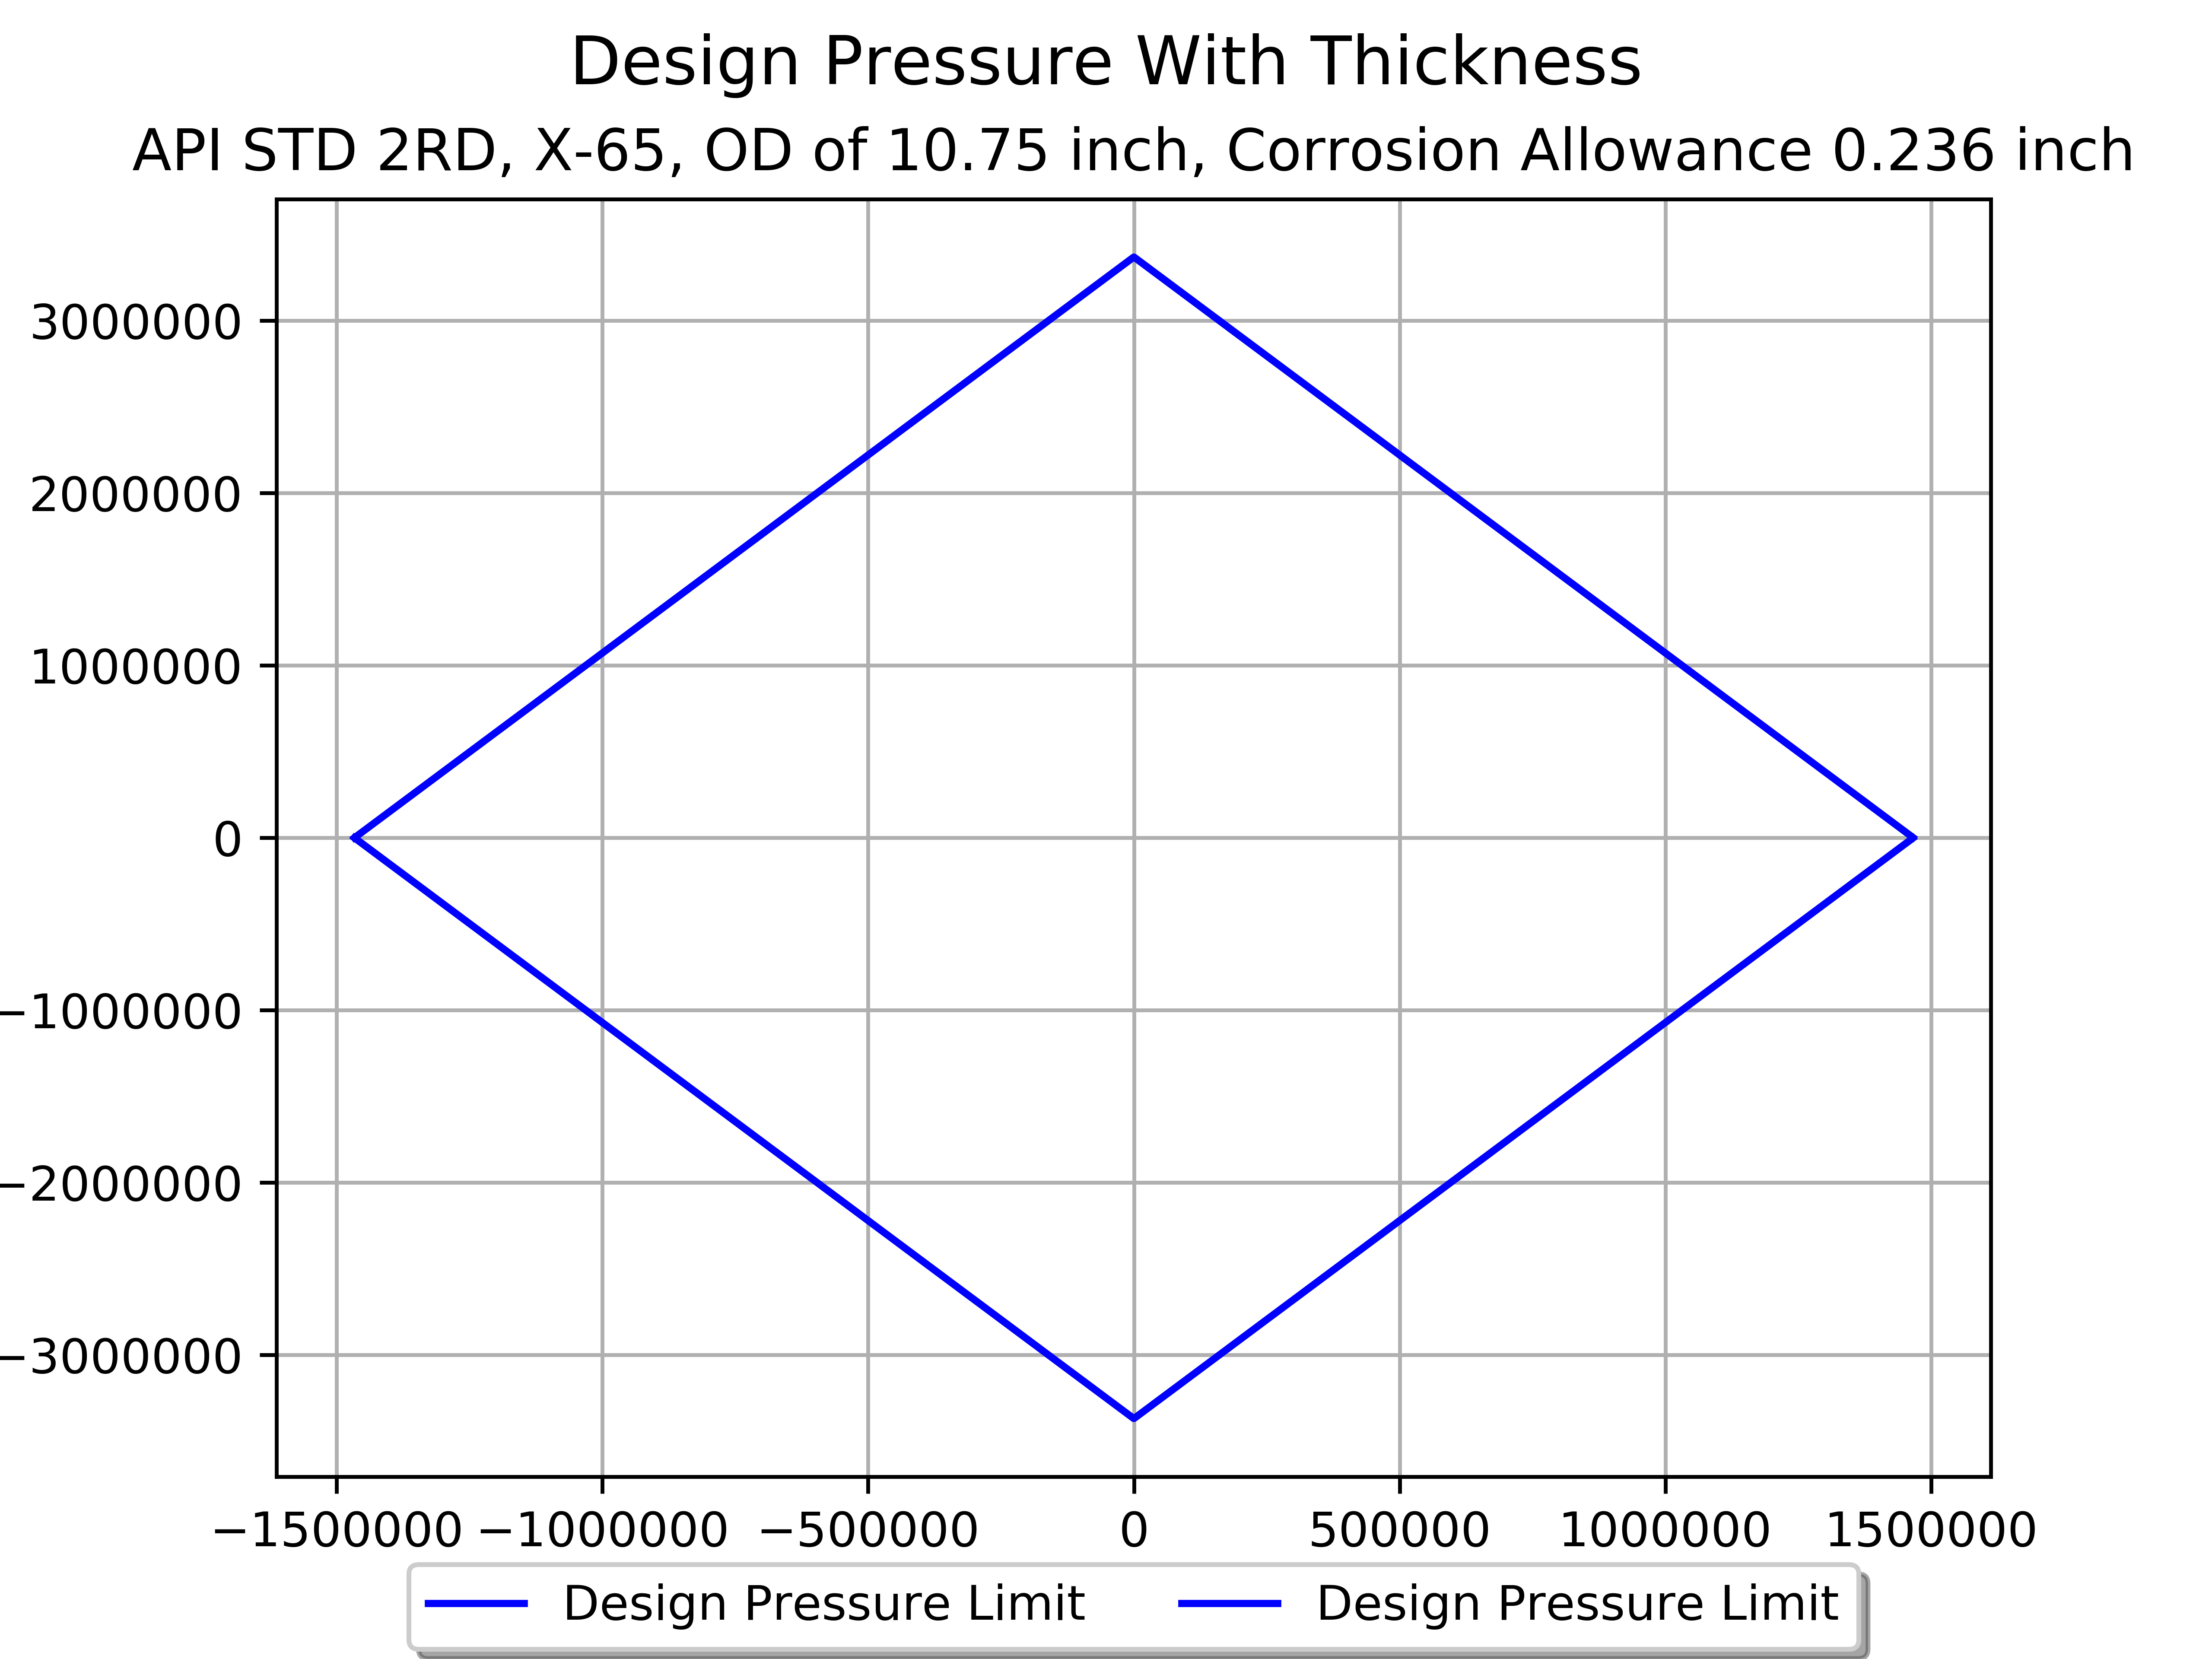 Design Pressure With Thickness
API STD 2RD, X-65, OD of 10.75 inch, Corrosion Allowance 0.236 inch
3000000
2000000
1000000
0
−1000000
−2000000
−3000000
−1500000 −1000000 −500000 0 500000 1000000 1500000
Design Pressure Limit Design Pressure Limit